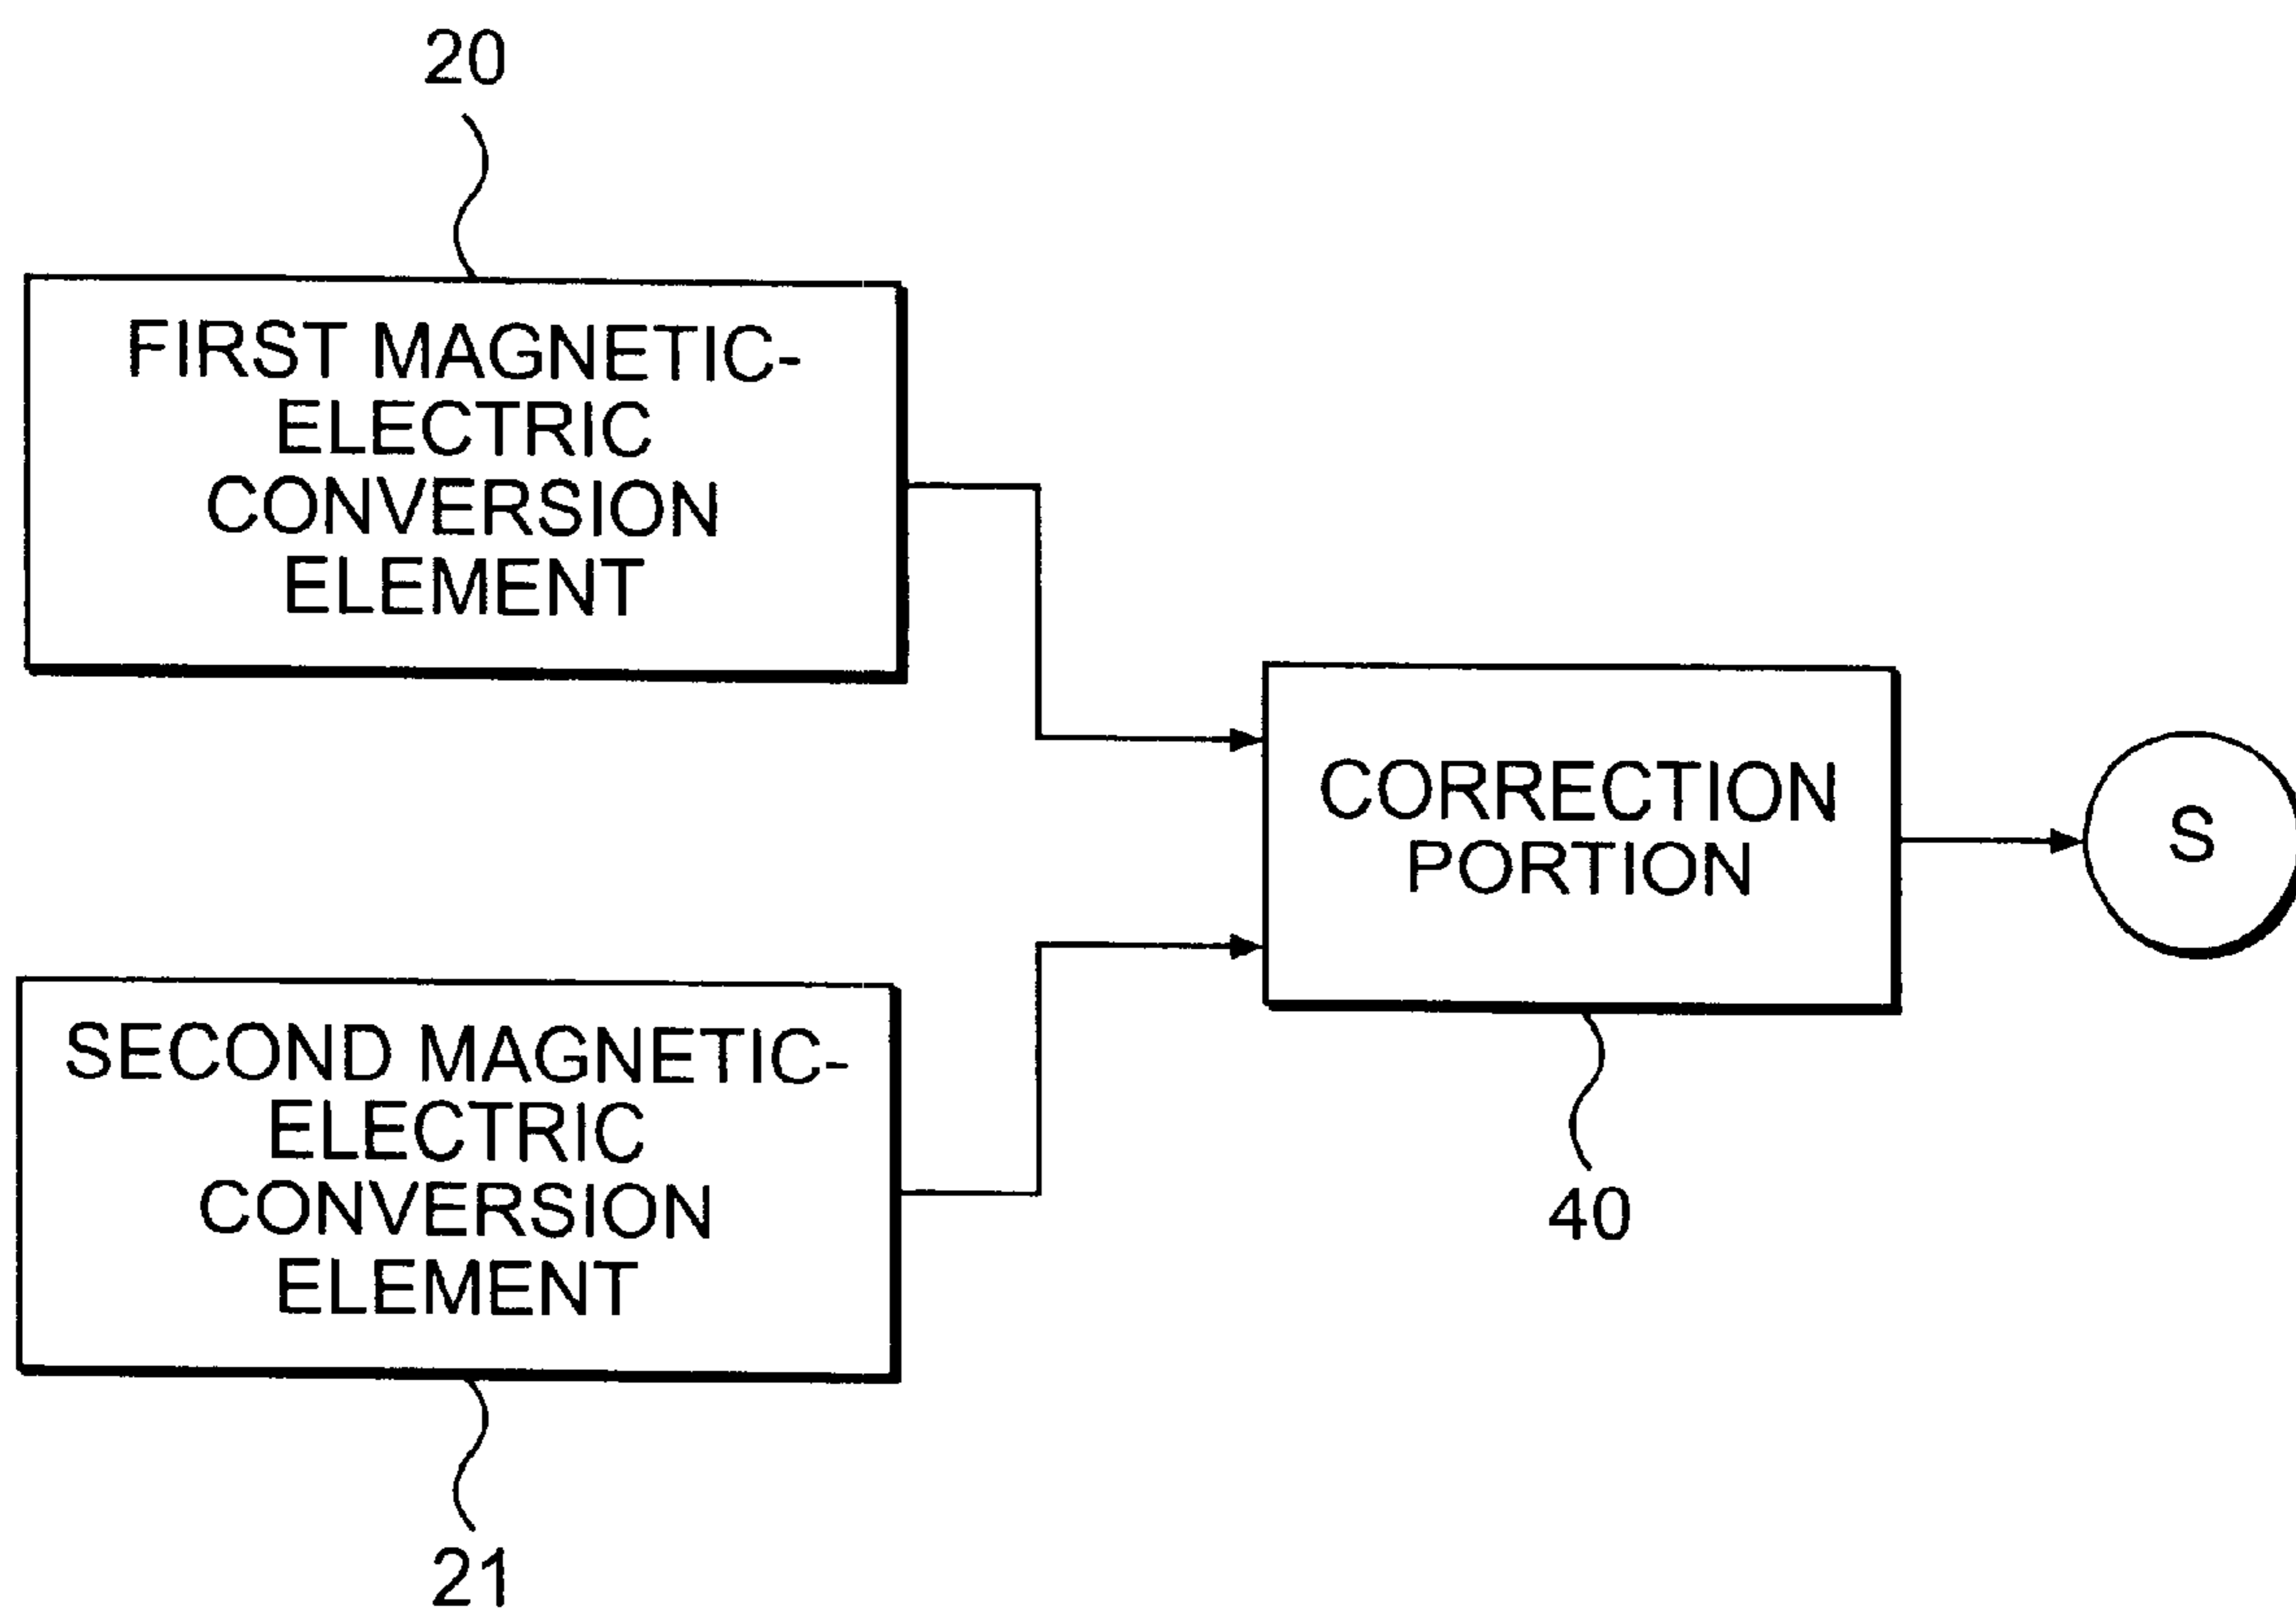 20
FIRST MAGNETIC-
ELECTRIC
CONVERSION
ELEMENT
CORRECTION
PORTION
S
SECOND MAGNETIC-
ELECTRIC
CONVERSION
ELEMENT
40
21